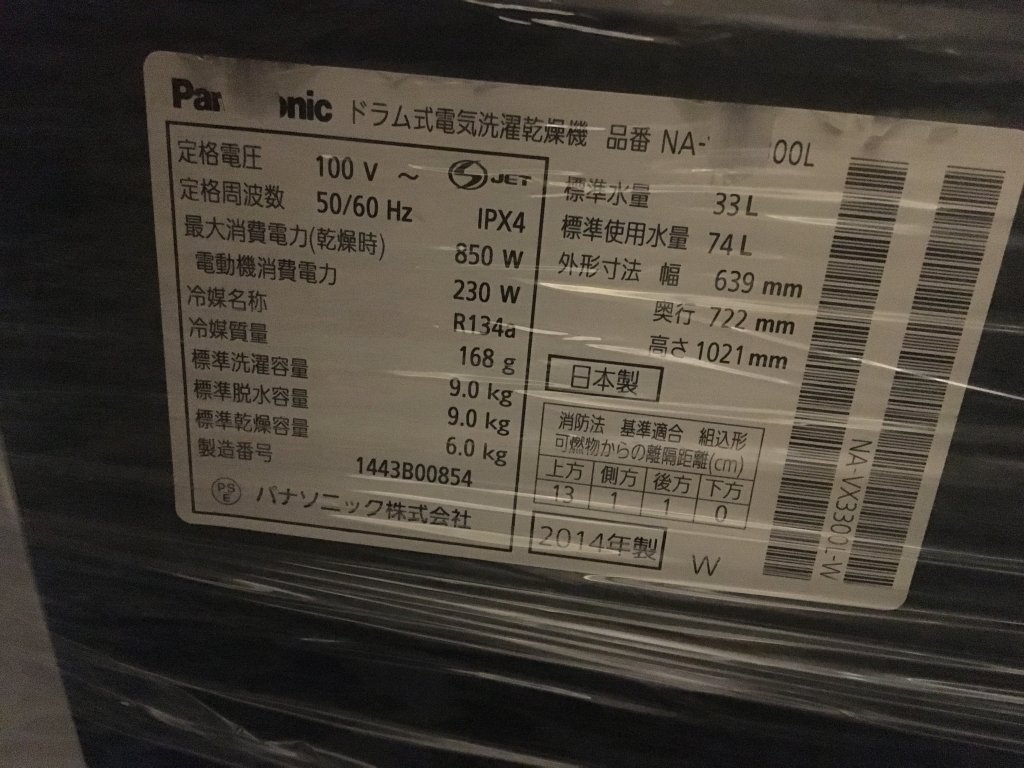 ドラム式電気洗濯乾燥機 品番
定格電圧 100 V ～ JET
定格周波数 50/60 Hz IPX4
最大消費電力(乾燥時) 850 W
電動機消費電力 230 W
冷媒名称 R134a
冷媒質量 168 g
標準洗濯容量 9.0 kg
標準脱水容量 9.0 kg
標準乾燥容量 6.0 kg
製造番号 1443B00854
PSE パナソニック株式会社
標準水量 33 L
標準使用水量 74 L
外形寸法 幅 639 mm
奥行 722 mm
高さ 1021 mm
日本製
消防法 基準適合 組込形
可燃物からの離隔距離(cm)
上方 側方 後方 下方
13 1 1 0
2014年製 W
NA-VX3300L-W